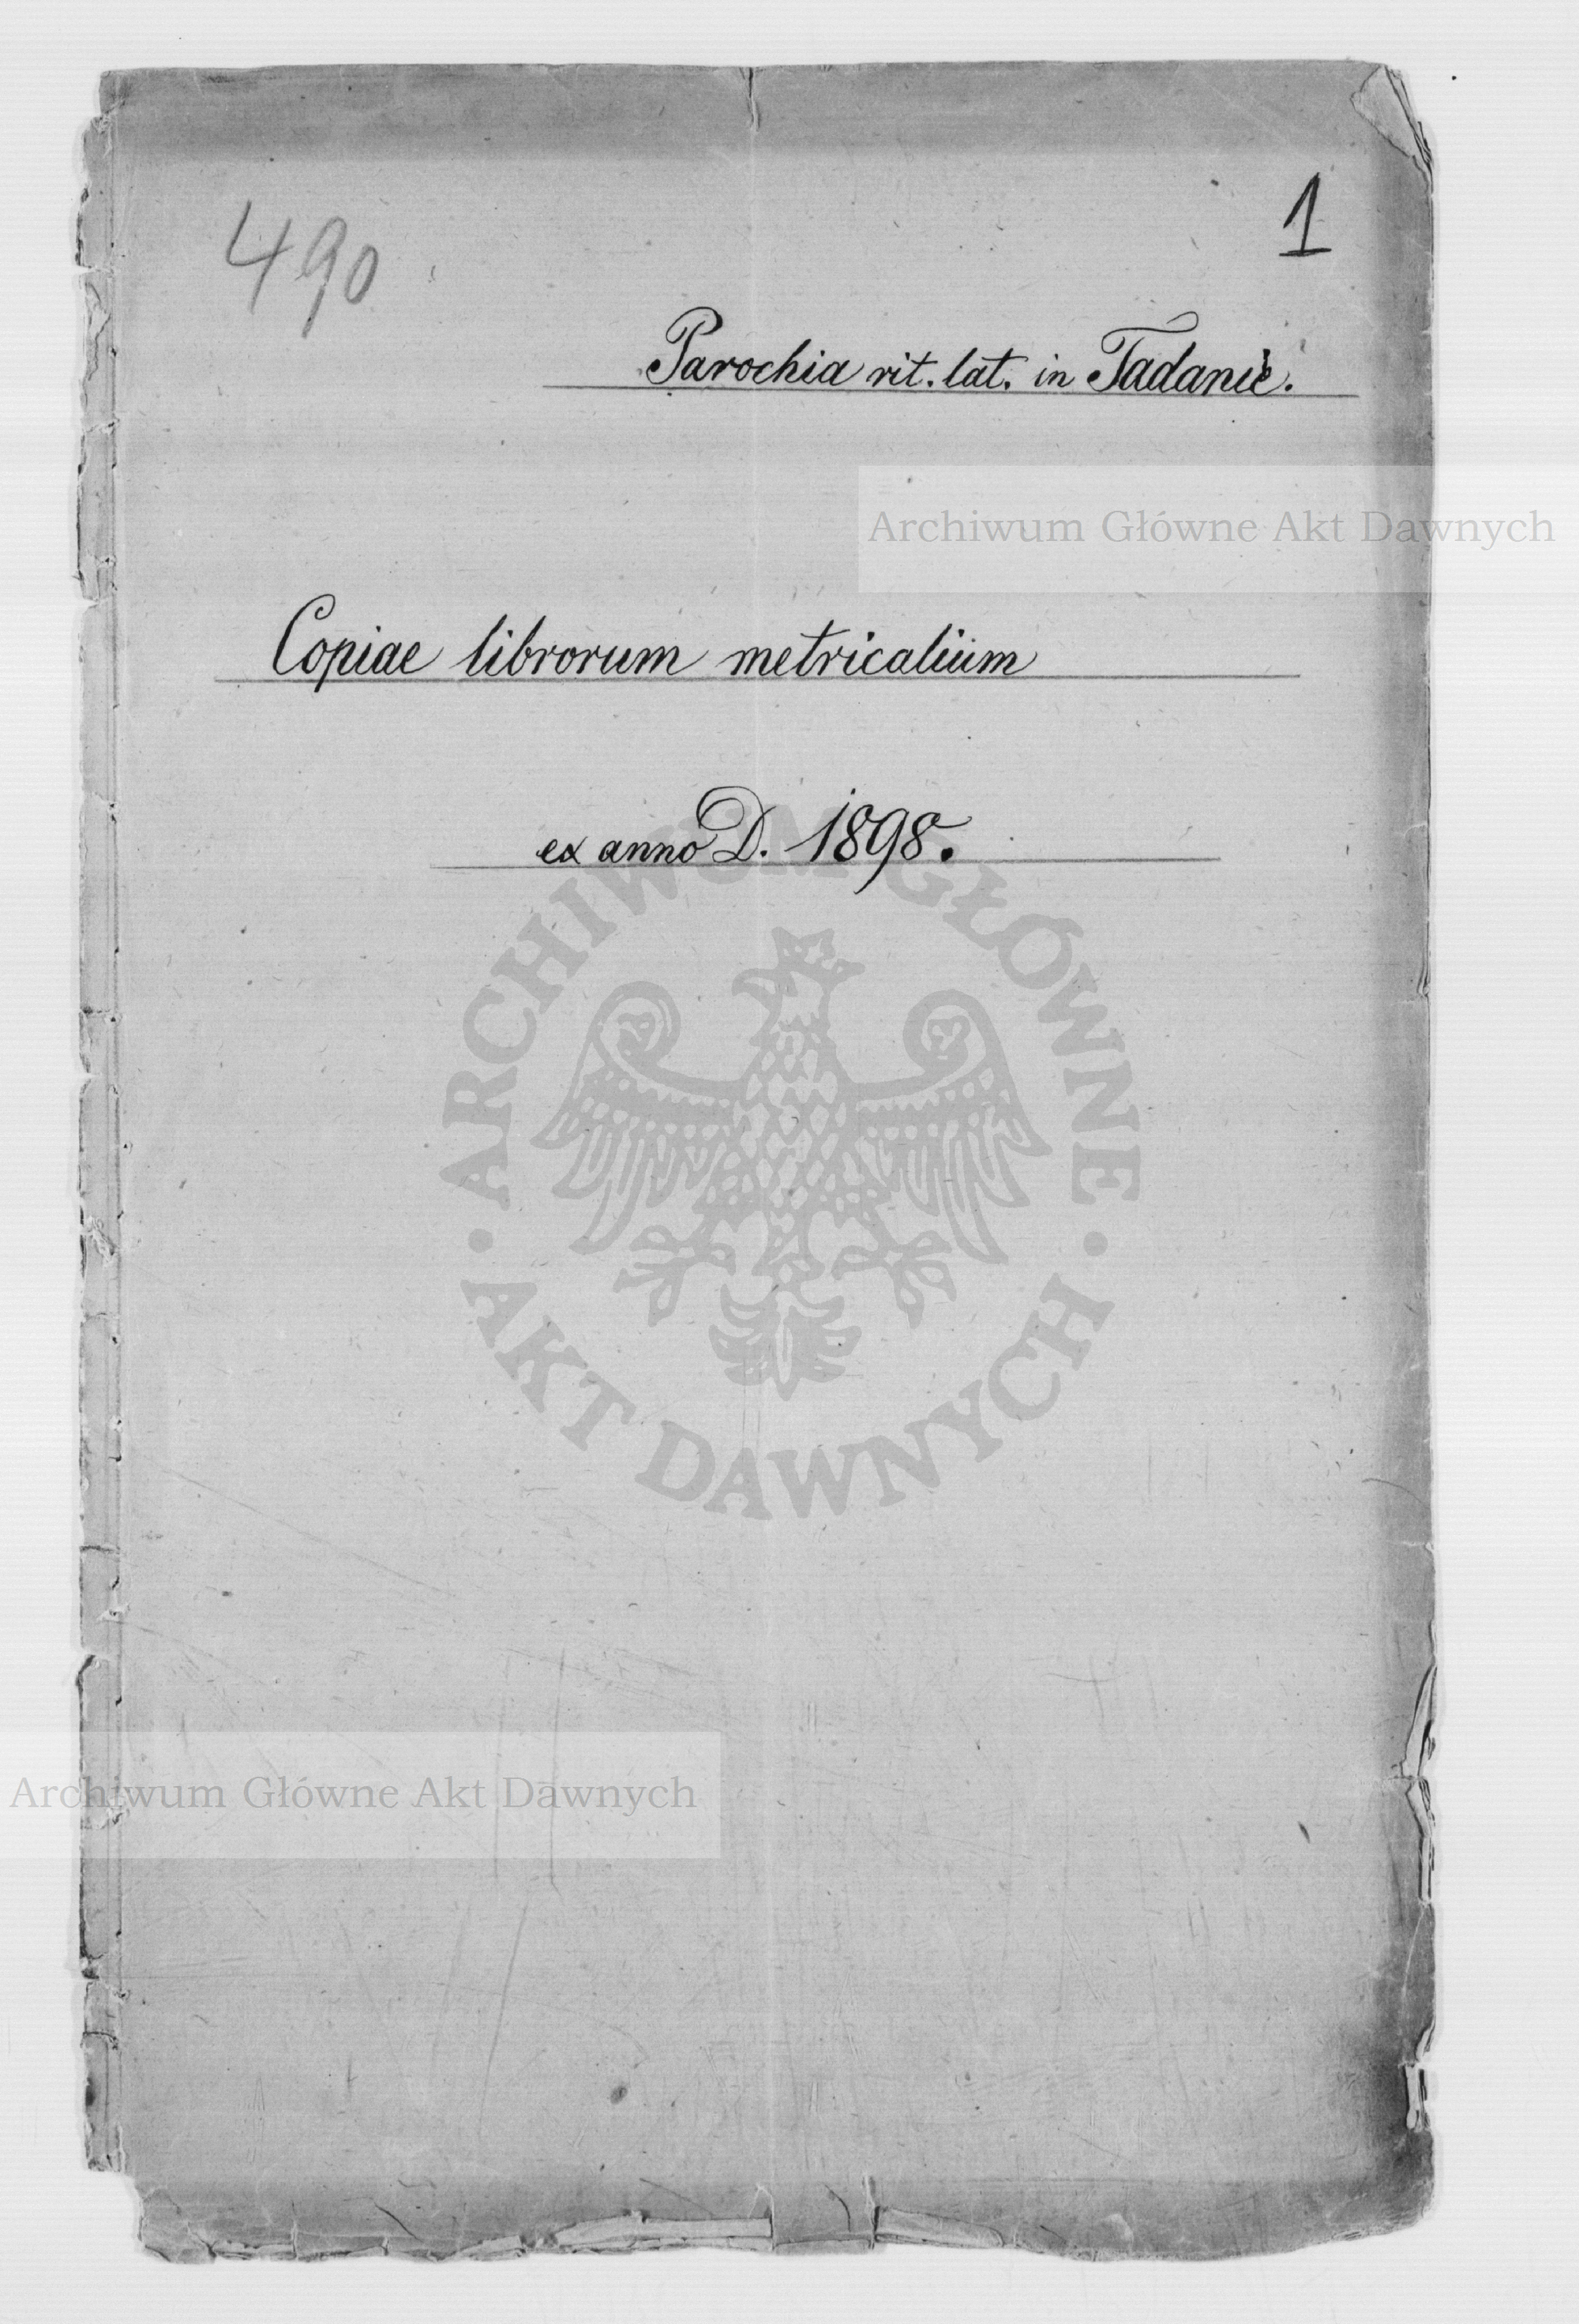 490
1
Parochia rit. lat. in Tadanie.
Archiwum Główne Akt Dawnych
Copiae librorum metricalium
ex anno D. 1898.
ARCHIWUM GŁÓWNE
· AKT DAWNYCH ·
Archiwum Główne Akt Dawnych